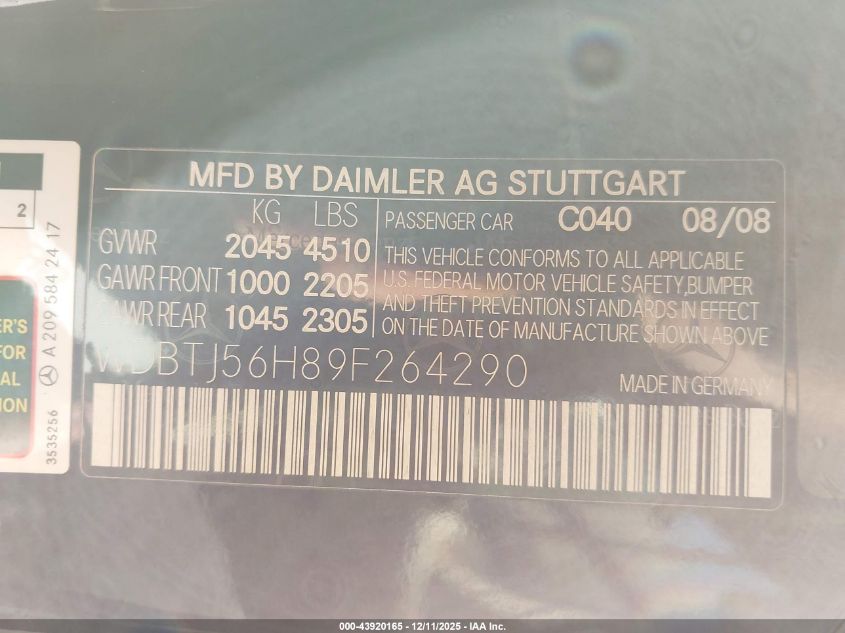 MFD BY DAIMLER AG STUTTGART
KG LBS
GVWR 2045 4510
GAWR FRONT 1000 2205
GAWR REAR 1045 2305
PASSENGER CAR C040 08/08
THIS VEHICLE CONFORMS TO ALL APPLICABLE
U.S. FEDERAL MOTOR VEHICLE SAFETY,BUMPER
AND THEFT PREVENTION STANDARDS IN EFFECT
ON THE DATE OF MANUFACTURE SHOWN ABOVE
WDBTJ56H89F264290
MADE IN GERMANY
2
A 209 584 24 17
3535256
ER'S
FOR
AL
ION
000-43920165 - 12/11/2025 - IAA Inc.